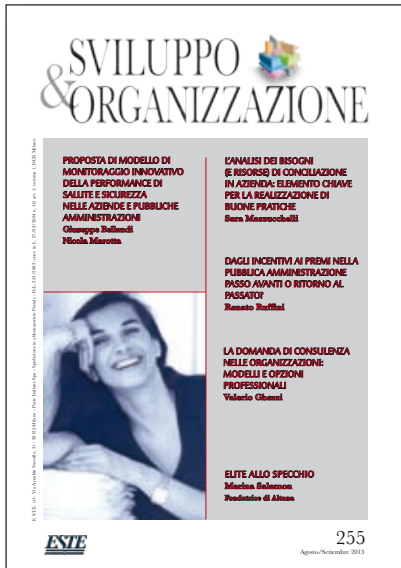 SVILUPPO
&ORGANIZZAZIONE
PROPOSTA DI MODELLO DI
MONITORAGGIO INNOVATIVO
DELLA PERFORMANCE DI
SALUTE E SICUREZZA
NELLE AZIENDE E PUBBLICHE
AMMINISTRAZIONI
Giuseppe Bellandi
Nicola Marotta
L'ANALISI DEI BISOGNI
(E RISORSE) DI CONCILIAZIONE
IN AZIENDA: ELEMENTO CHIAVE
PER LA REALIZZAZIONE DI
BUONE PRATICHE
Sara Mazzucchelli
DAGLI INCENTIVI AI PREMI NELLA
PUBBLICA AMMINISTRAZIONE
PASSO AVANTI O RITORNO AL
PASSATO?
Renato Ruffini
LA DOMANDA DI CONSULENZA
NELLE ORGANIZZAZIONI:
MODELLI E OPZIONI
PROFESSIONALI
Valerio Ghezzi
ELITE ALLO SPECCHIO
Marina Salamon
Fondatrice di Altana
ESTE
255
Agosto/Settembre 2013